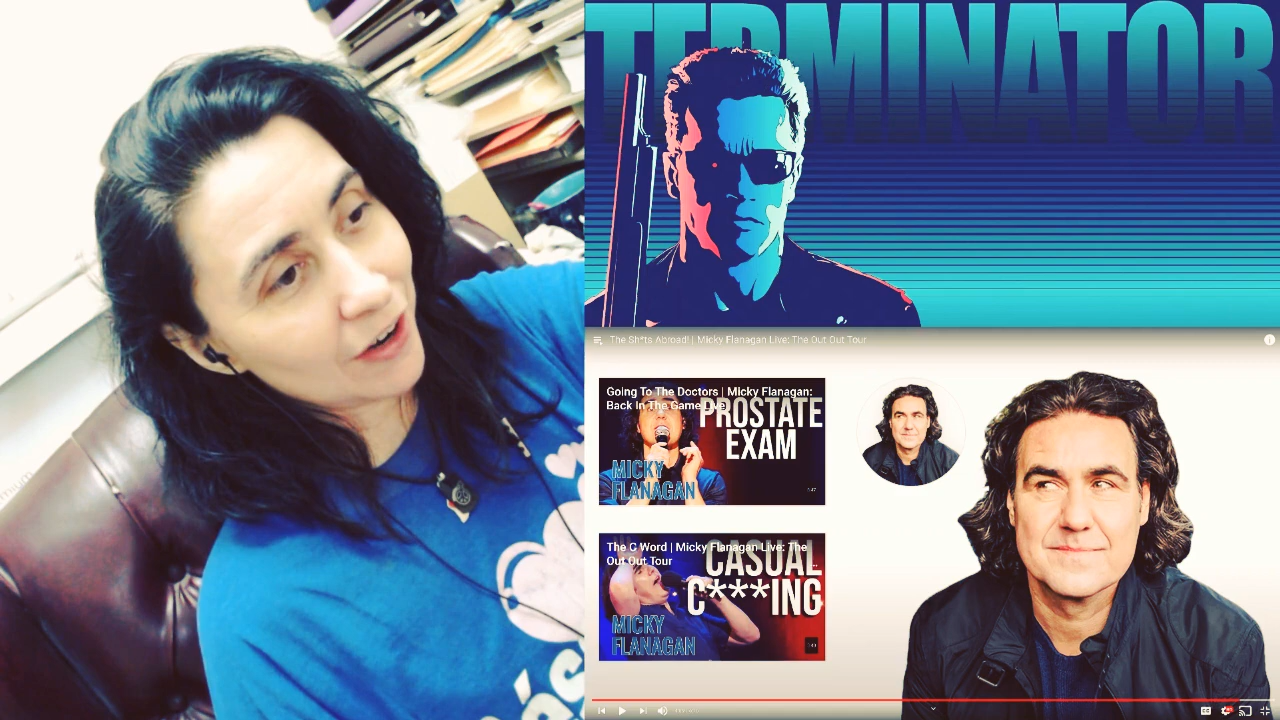 TERMINATOR
The Sh*ts Abroad! | Micky Flanagan Live: The Out Out Tour
Going To The Doctors | Micky Flanagan:
Back In The Game Live
PROSTATE
EXAM
MICKY
FLANAGAN
The C Word | Micky Flanagan Live: The
Out Out Tour
CASUAL
C***ING
MICKY
FLANAGAN